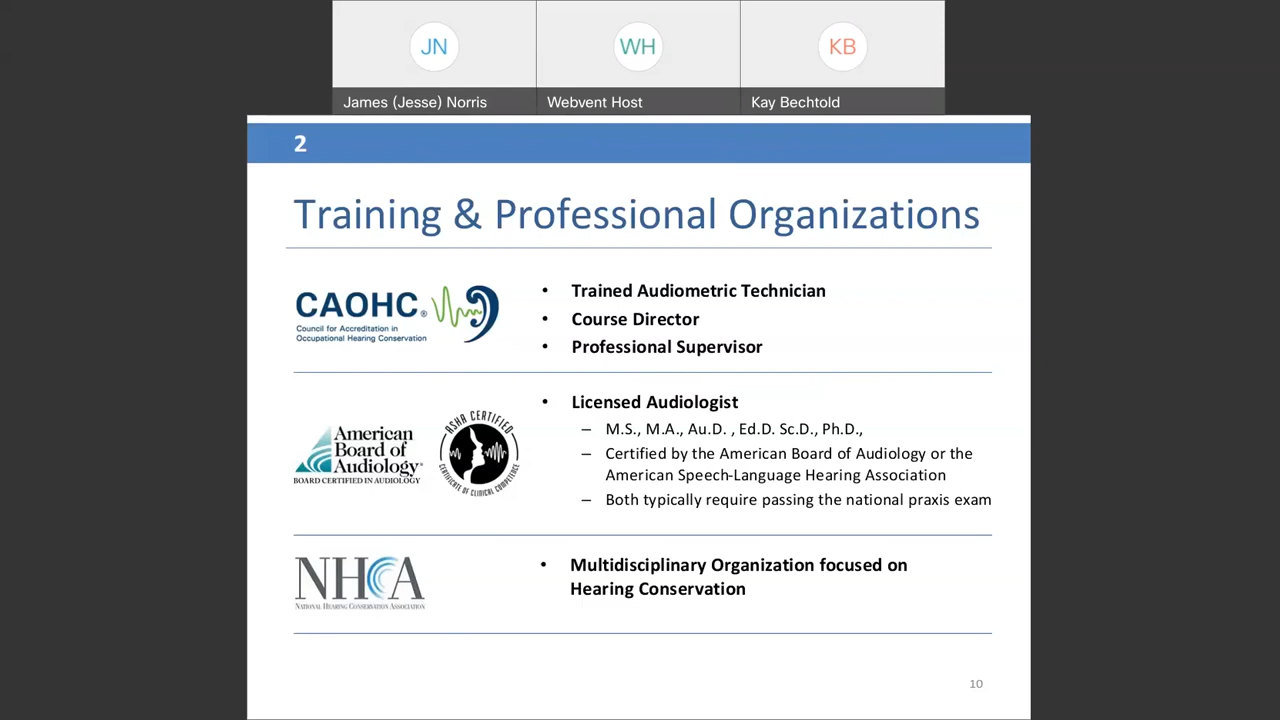 JN
WH
KB
James (Jesse) Norris
Webvent Host
Kay Bechtold
2
Training & Professional Organizations
CAOHC®
Council for Accreditation in
Occupational Hearing Conservation
• Trained Audiometric Technician
• Course Director
• Professional Supervisor
American
Board of
Audiology®
BOARD CERTIFIED IN AUDIOLOGY
ASHA CERTIFIED
CERTIFICATE OF CLINICAL COMPETENCE
• Licensed Audiologist
– M.S., M.A., Au.D. , Ed.D. Sc.D., Ph.D.,
– Certified by the American Board of Audiology or the
American Speech-Language Hearing Association
– Both typically require passing the national praxis exam
NHCA
NATIONAL HEARING CONSERVATION ASSOCIATION
• Multidisciplinary Organization focused on
Hearing Conservation
10